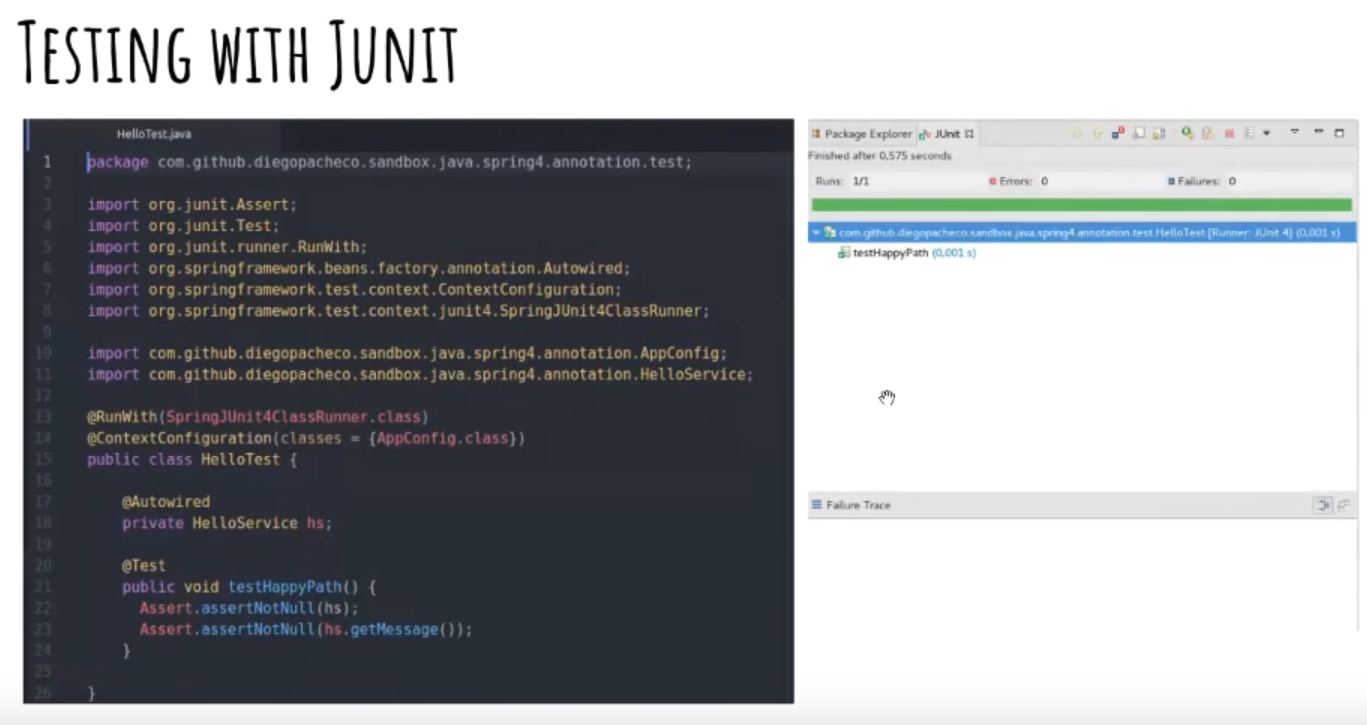 Testing with Junit
HelloTest.java
1 package com.github.diegopacheco.sandbox.java.spring4.annotation.test;
2
3 import org.junit.Assert;
4 import org.junit.Test;
5 import org.junit.runner.RunWith;
6 import org.springframework.beans.factory.annotation.Autowired;
7 import org.springframework.test.context.ContextConfiguration;
8 import org.springframework.test.context.junit4.SpringJUnit4ClassRunner;
9
10 import com.github.diegopacheco.sandbox.java.spring4.annotation.AppConfig;
11 import com.github.diegopacheco.sandbox.java.spring4.annotation.HelloService;
12
13 @RunWith(SpringJUnit4ClassRunner.class)
14 @ContextConfiguration(classes = {AppConfig.class})
15 public class HelloTest {
16
17 @Autowired
18 private HelloService hs;
19
20 @Test
21 public void testHappyPath() {
22 Assert.assertNotNull(hs);
23 Assert.assertNotNull(hs.getMessage());
24 }
25
26 }
Package Explorer JUnit
Finished after 0,575 seconds
Runs: 1/1 Errors: 0 Failures: 0
com.github.diegopacheco.sandbox.java.spring4.annotation.test.HelloTest [Runner: JUnit 4] (0,001 s)
testHappyPath (0,001 s)
Failure Trace